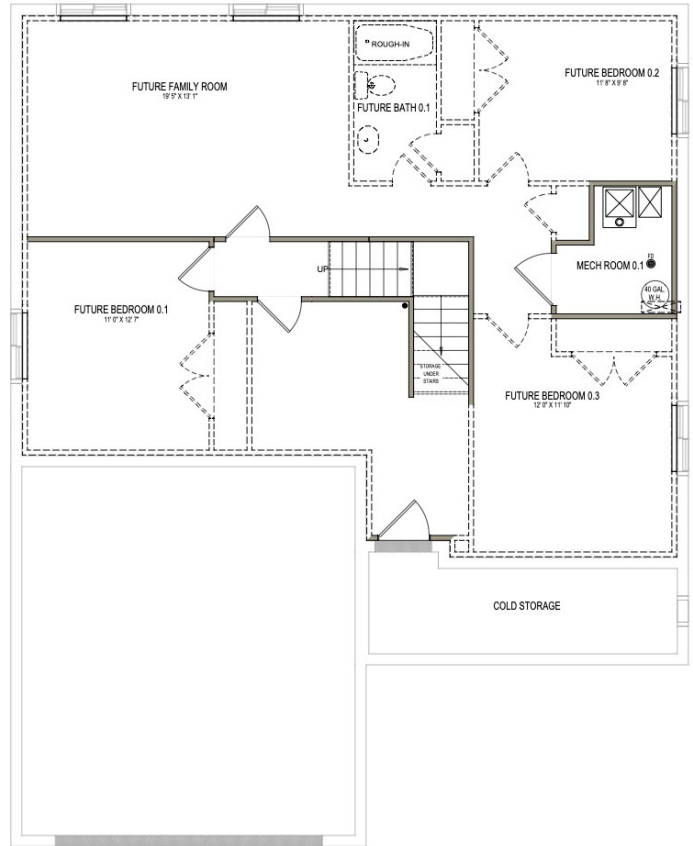 ROUGH-IN
FUTURE FAMILY ROOM
19' 5" X 13' 1"
FUTURE BEDROOM 0.2
11' 8" X 9' 8"
FUTURE BATH 0.1
UP
MECH ROOM 0.1
FD
40 GAL
W.H.
FUTURE BEDROOM 0.1
11' 0" X 12' 7"
STORAGE
UNDER
STAIRS
FUTURE BEDROOM 0.3
12' 0" X 11' 10"
COLD STORAGE